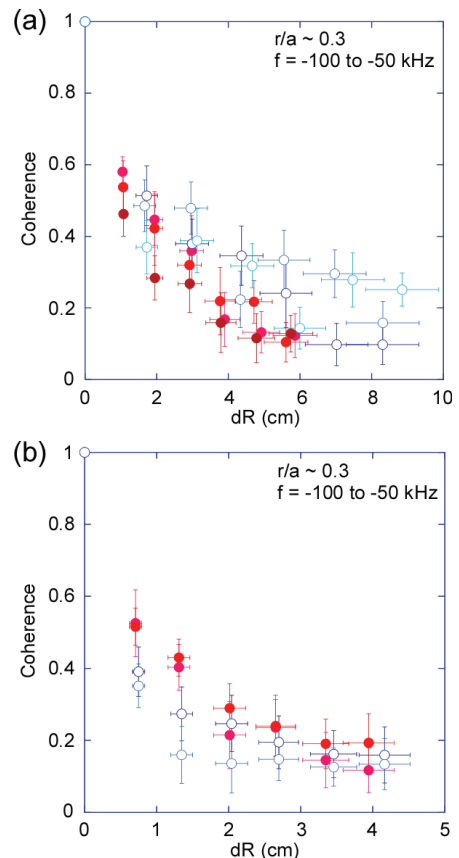 (a)
r/a ~ 0.3
f = -100 to -50 kHz
1
0.8
0.6
0.4
0.2
0
Coherence
0 2 4 6 8 10
dR (cm)
(b)
r/a ~ 0.3
f = -100 to -50 kHz
1
0.8
0.6
0.4
0.2
0
Coherence
0 1 2 3 4 5
dR (cm)